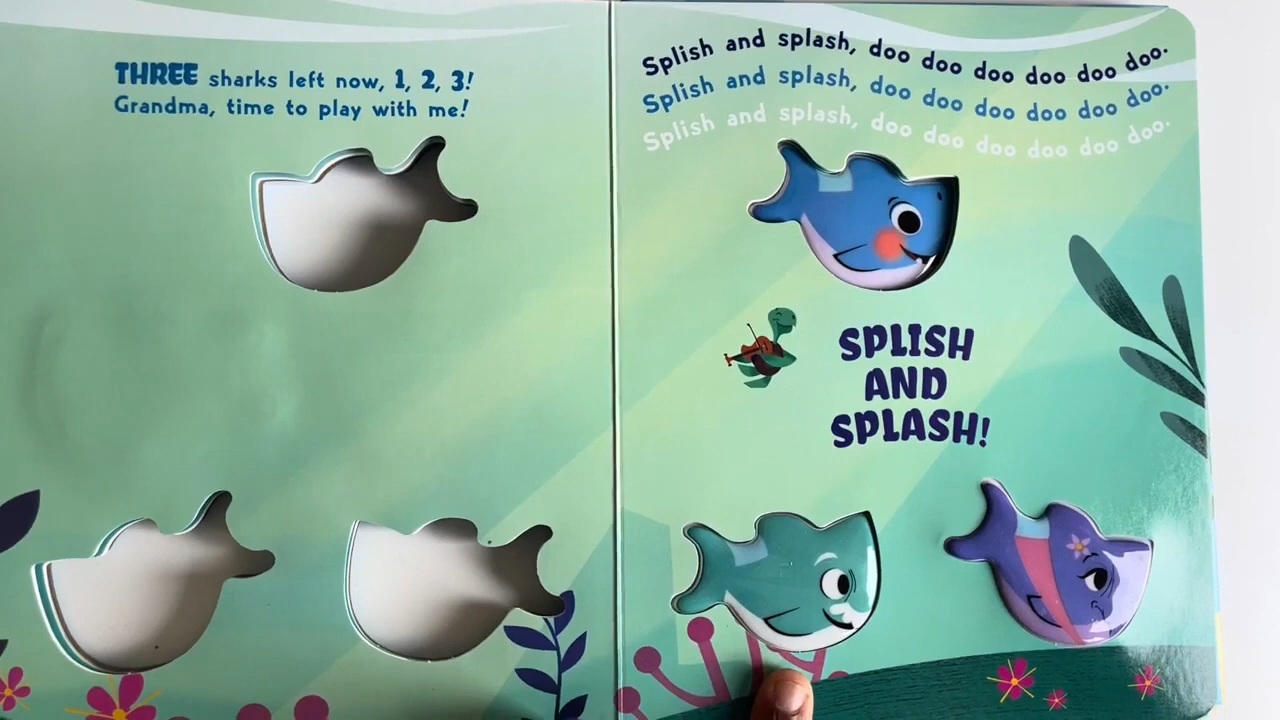 THREE sharks left now, 1, 2, 3!
Grandma, time to play with me!
Splish and splash, doo doo doo doo doo doo.
Splish and splash, doo doo doo doo doo doo.
Splish and splash, doo doo doo doo doo doo.
SPLISH
AND
SPLASH!